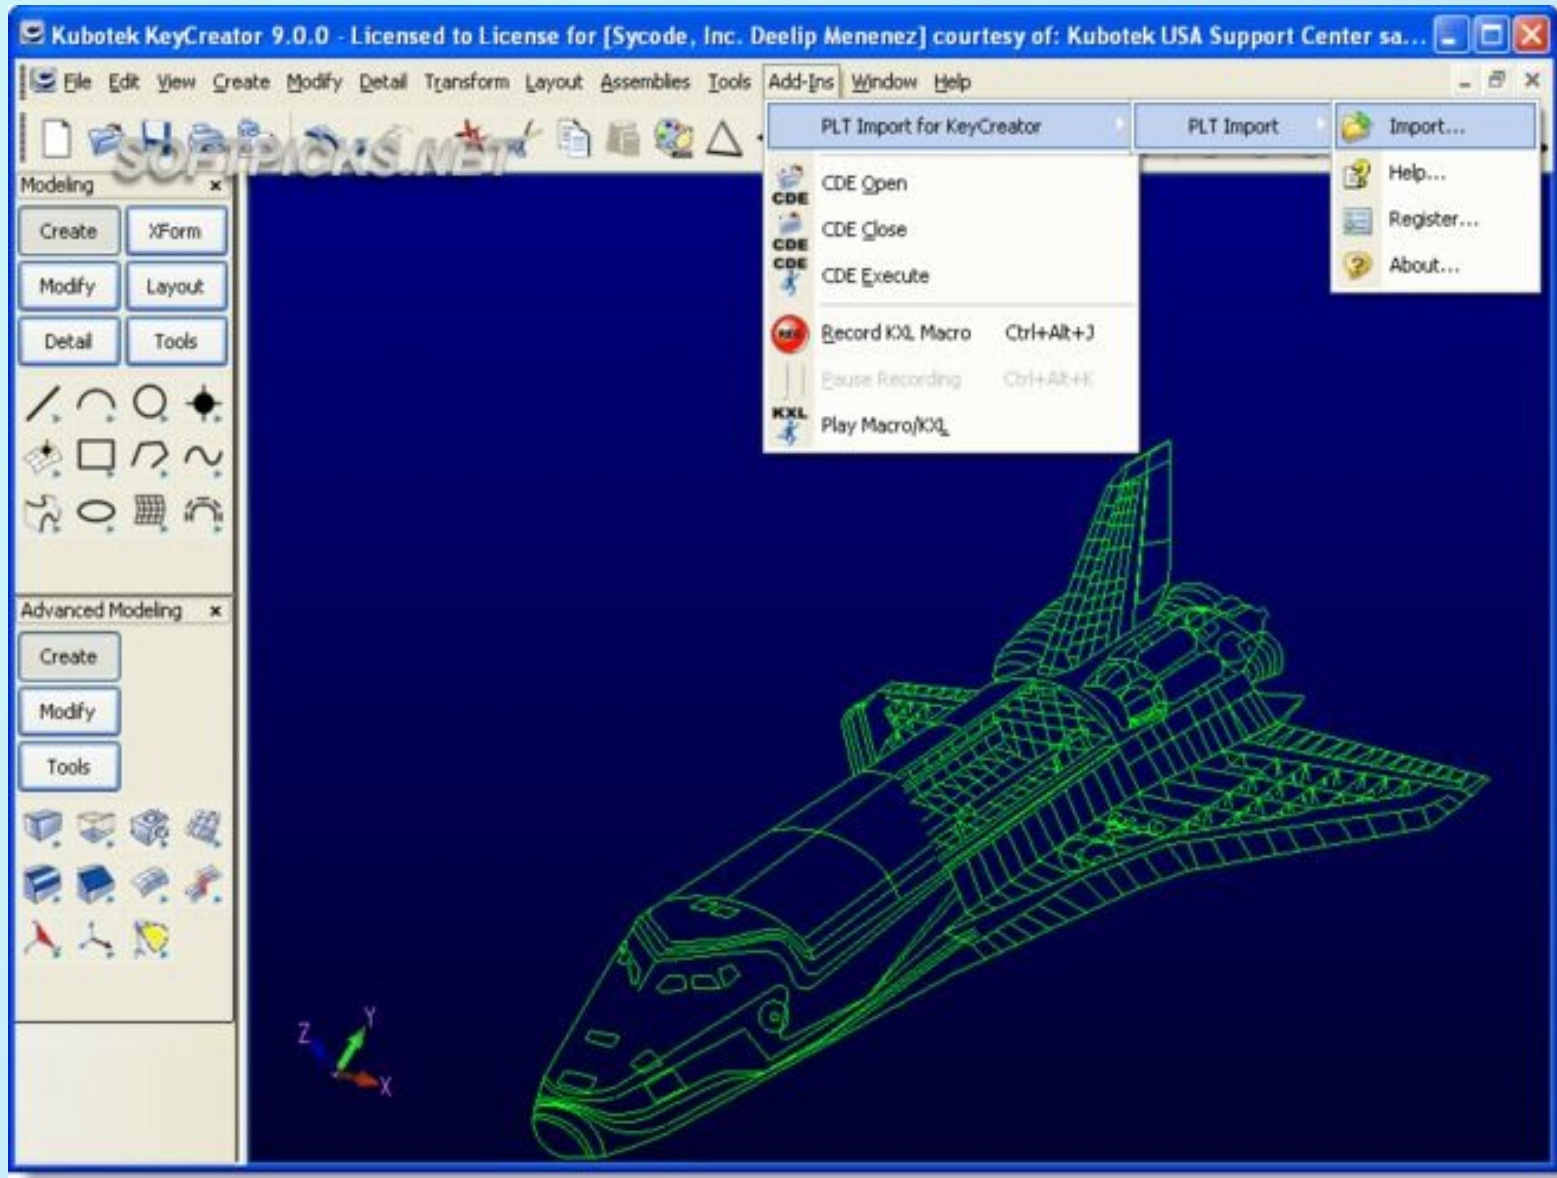 Kubotek KeyCreator 9.0.0 - Licensed to License for [Sycode, Inc. Deelip Menenez] courtesy of: Kubotek USA Support Center sa...
File Edit View Create Modify Detail Transform Layout Assemblies Tools Add-Ins Window Help
PLT Import for KeyCreator
PLT Import
Import...
Help...
Register...
About...
SOFTPICKS.NET
CDE CDE Open
CDE CDE Close
CDE CDE Execute
REC Record KXL Macro Ctrl+Alt+J
Pause Recording Ctrl+Alt+K
KXL Play Macro/KXL
Modeling
Create XForm
Modify Layout
Detail Tools
Advanced Modeling
Create
Modify
Tools
Z Y
X